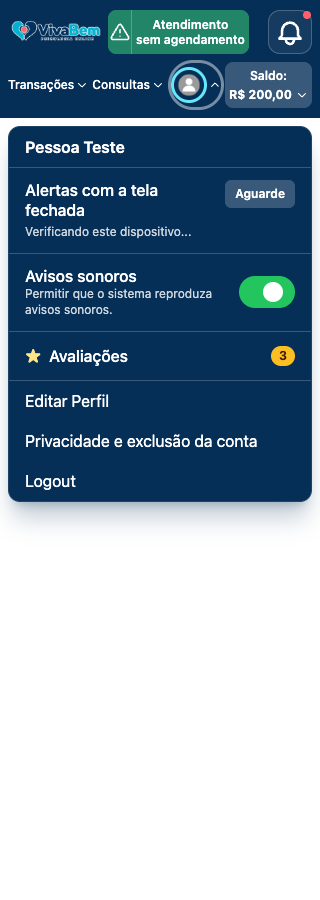 VivaBem
Atendimento
sem agendamento
Transações
Consultas
Saldo:
R$ 200,00
Pessoa Teste
Alertas com a tela
fechada
Aguarde
Verificando este dispositivo...
Avisos sonoros
Permitir que o sistema reproduza
avisos sonoros.
Avaliações
3
Editar Perfil
Privacidade e exclusão da conta
Logout